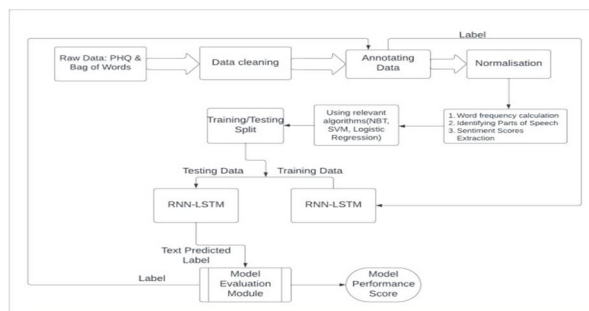 Label
Raw Data: PHQ &
Bag of Words
Data cleaning
Annotating
Data
Normalisation
Training/Testing
Split
Using relevant
algorithms(NBT,
SVM, Logistic
Regression)
1. Word frequency calculation
2. Identifying Parts of Speech
3. Sentiment Scores
Extraction
Testing Data
Training Data
RNN-LSTM
RNN-LSTM
Text Predicted
Label
Label
Model
Evaluation
Module
Model
Performance
Score